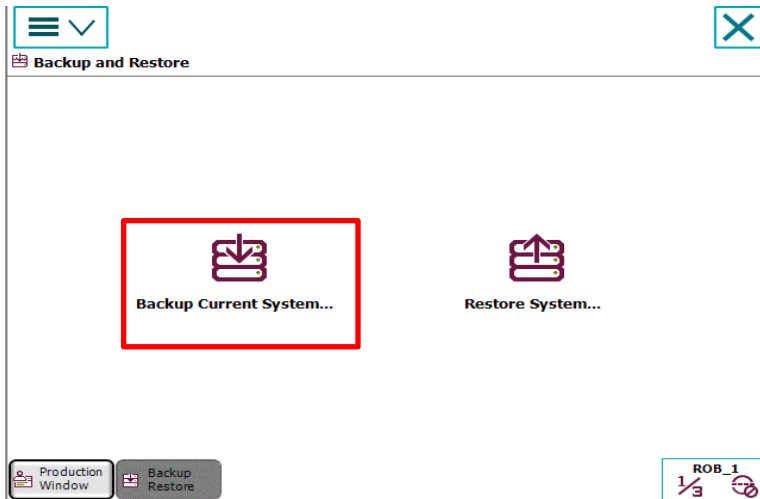 Backup and Restore
Backup Current System...
Restore System...
Production
Window
Backup
Restore
ROB_1
1/3